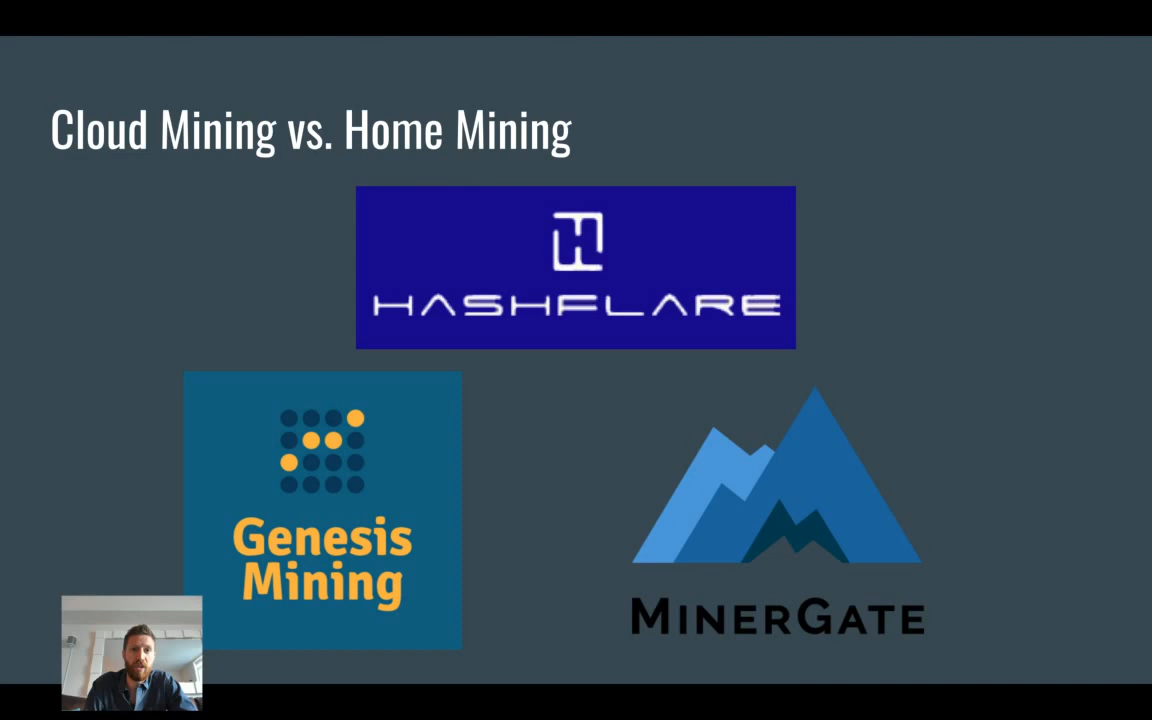 Cloud Mining vs. Home Mining
HASHFLARE
Genesis
Mining
MINERGATE